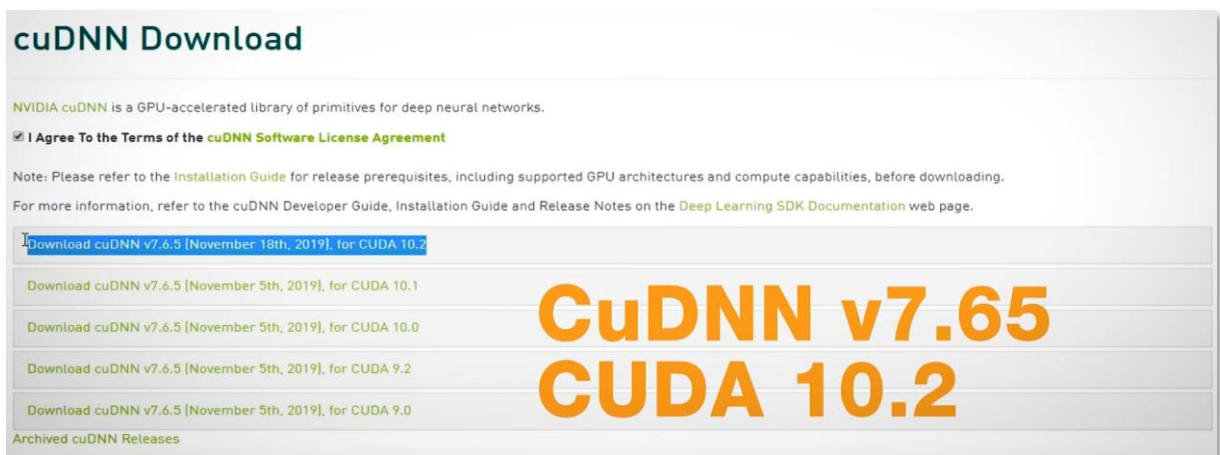 cuDNN Download
NVIDIA cuDNN is a GPU-accelerated library of primitives for deep neural networks.
I Agree To the Terms of the cuDNN Software License Agreement
Note: Please refer to the Installation Guide for release prerequisites, including supported GPU architectures and compute capabilities, before downloading.
For more information, refer to the cuDNN Developer Guide, Installation Guide and Release Notes on the Deep Learning SDK Documentation web page.
Download cuDNN v7.6.5 [November 18th, 2019], for CUDA 10.2
Download cuDNN v7.6.5 [November 5th, 2019], for CUDA 10.1
Download cuDNN v7.6.5 [November 5th, 2019], for CUDA 10.0
Download cuDNN v7.6.5 [November 5th, 2019], for CUDA 9.2
Download cuDNN v7.6.5 [November 5th, 2019], for CUDA 9.0
Archived cuDNN Releases
CuDNN v7.65
CUDA 10.2